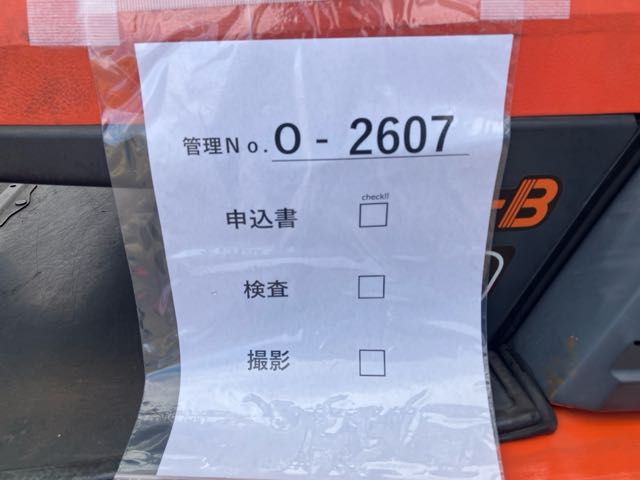 管理No. O - 2607
check!!
申込書 □
検査 □
撮影 □
-B